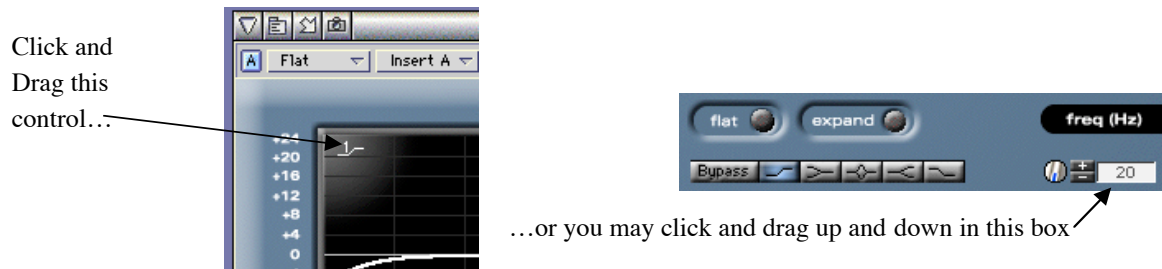 Click and
Drag this
control…
A Flat Insert A
+24
+20
+16
+12
+8
+4
0
1
flat expand freq (Hz)
Bypass + − 20
…or you may click and drag up and down in this box